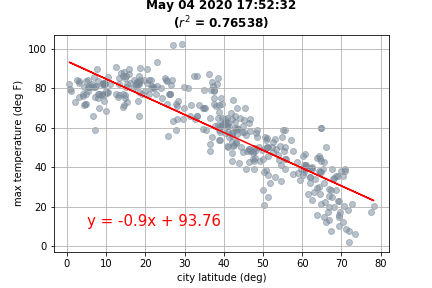 May 04 2020 17:52:32
(r² = 0.76538)
max temperature (deg F)
100
80
60
40
20
0
y = -0.9x + 93.76
0 10 20 30 40 50 60 70 80
city latitude (deg)